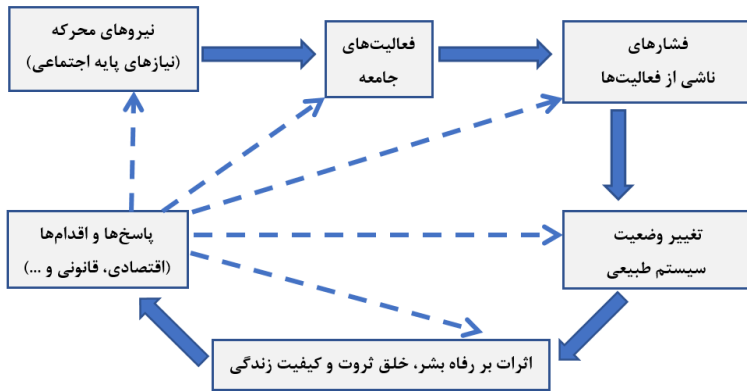 نیروهای محرکه
(نیازهای پایه اجتماعی)
فعالیت‌های
جامعه
فشارهای
ناشی از فعالیت‌ها
پاسخ‌ها و اقدام‌ها
(اقتصادی، قانونی و ...)
تغییر وضعیت
سیستم طبیعی
اثرات بر رفاه بشر، خلق ثروت و کیفیت زندگی